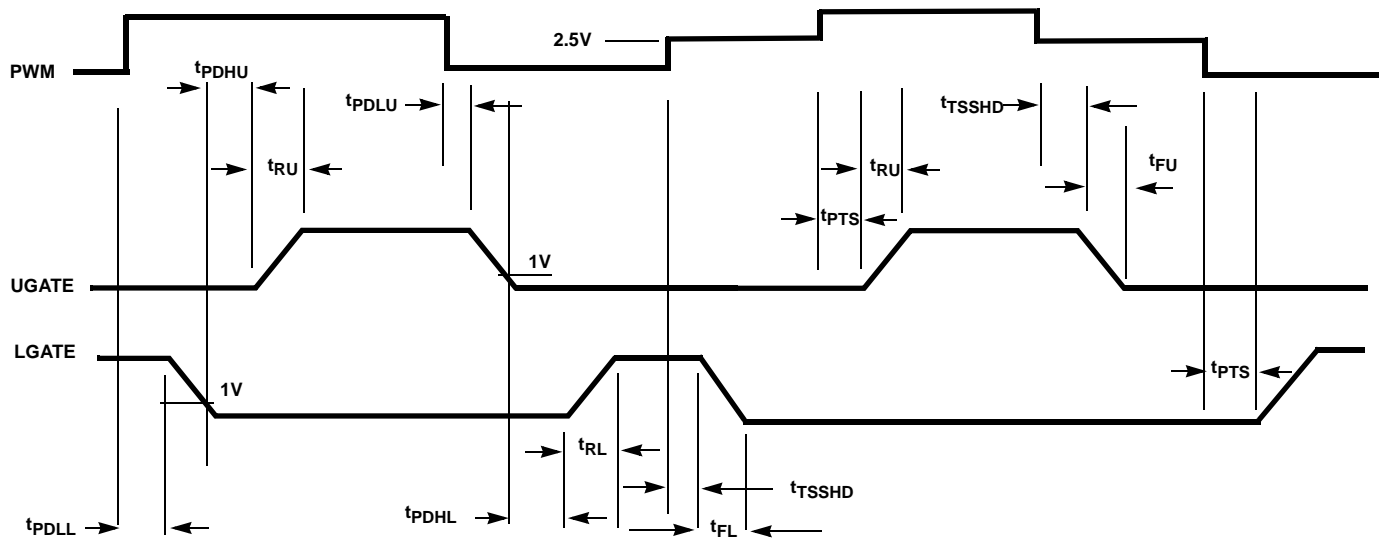 2.5V
PWM
tPDHU
tPDLU
tTSSHD
tRU
tRU
tFU
tPTS
1V
UGATE
LGATE
1V
tPTS
tRL
tTSSHD
tPDLL
tPDHL
tFL